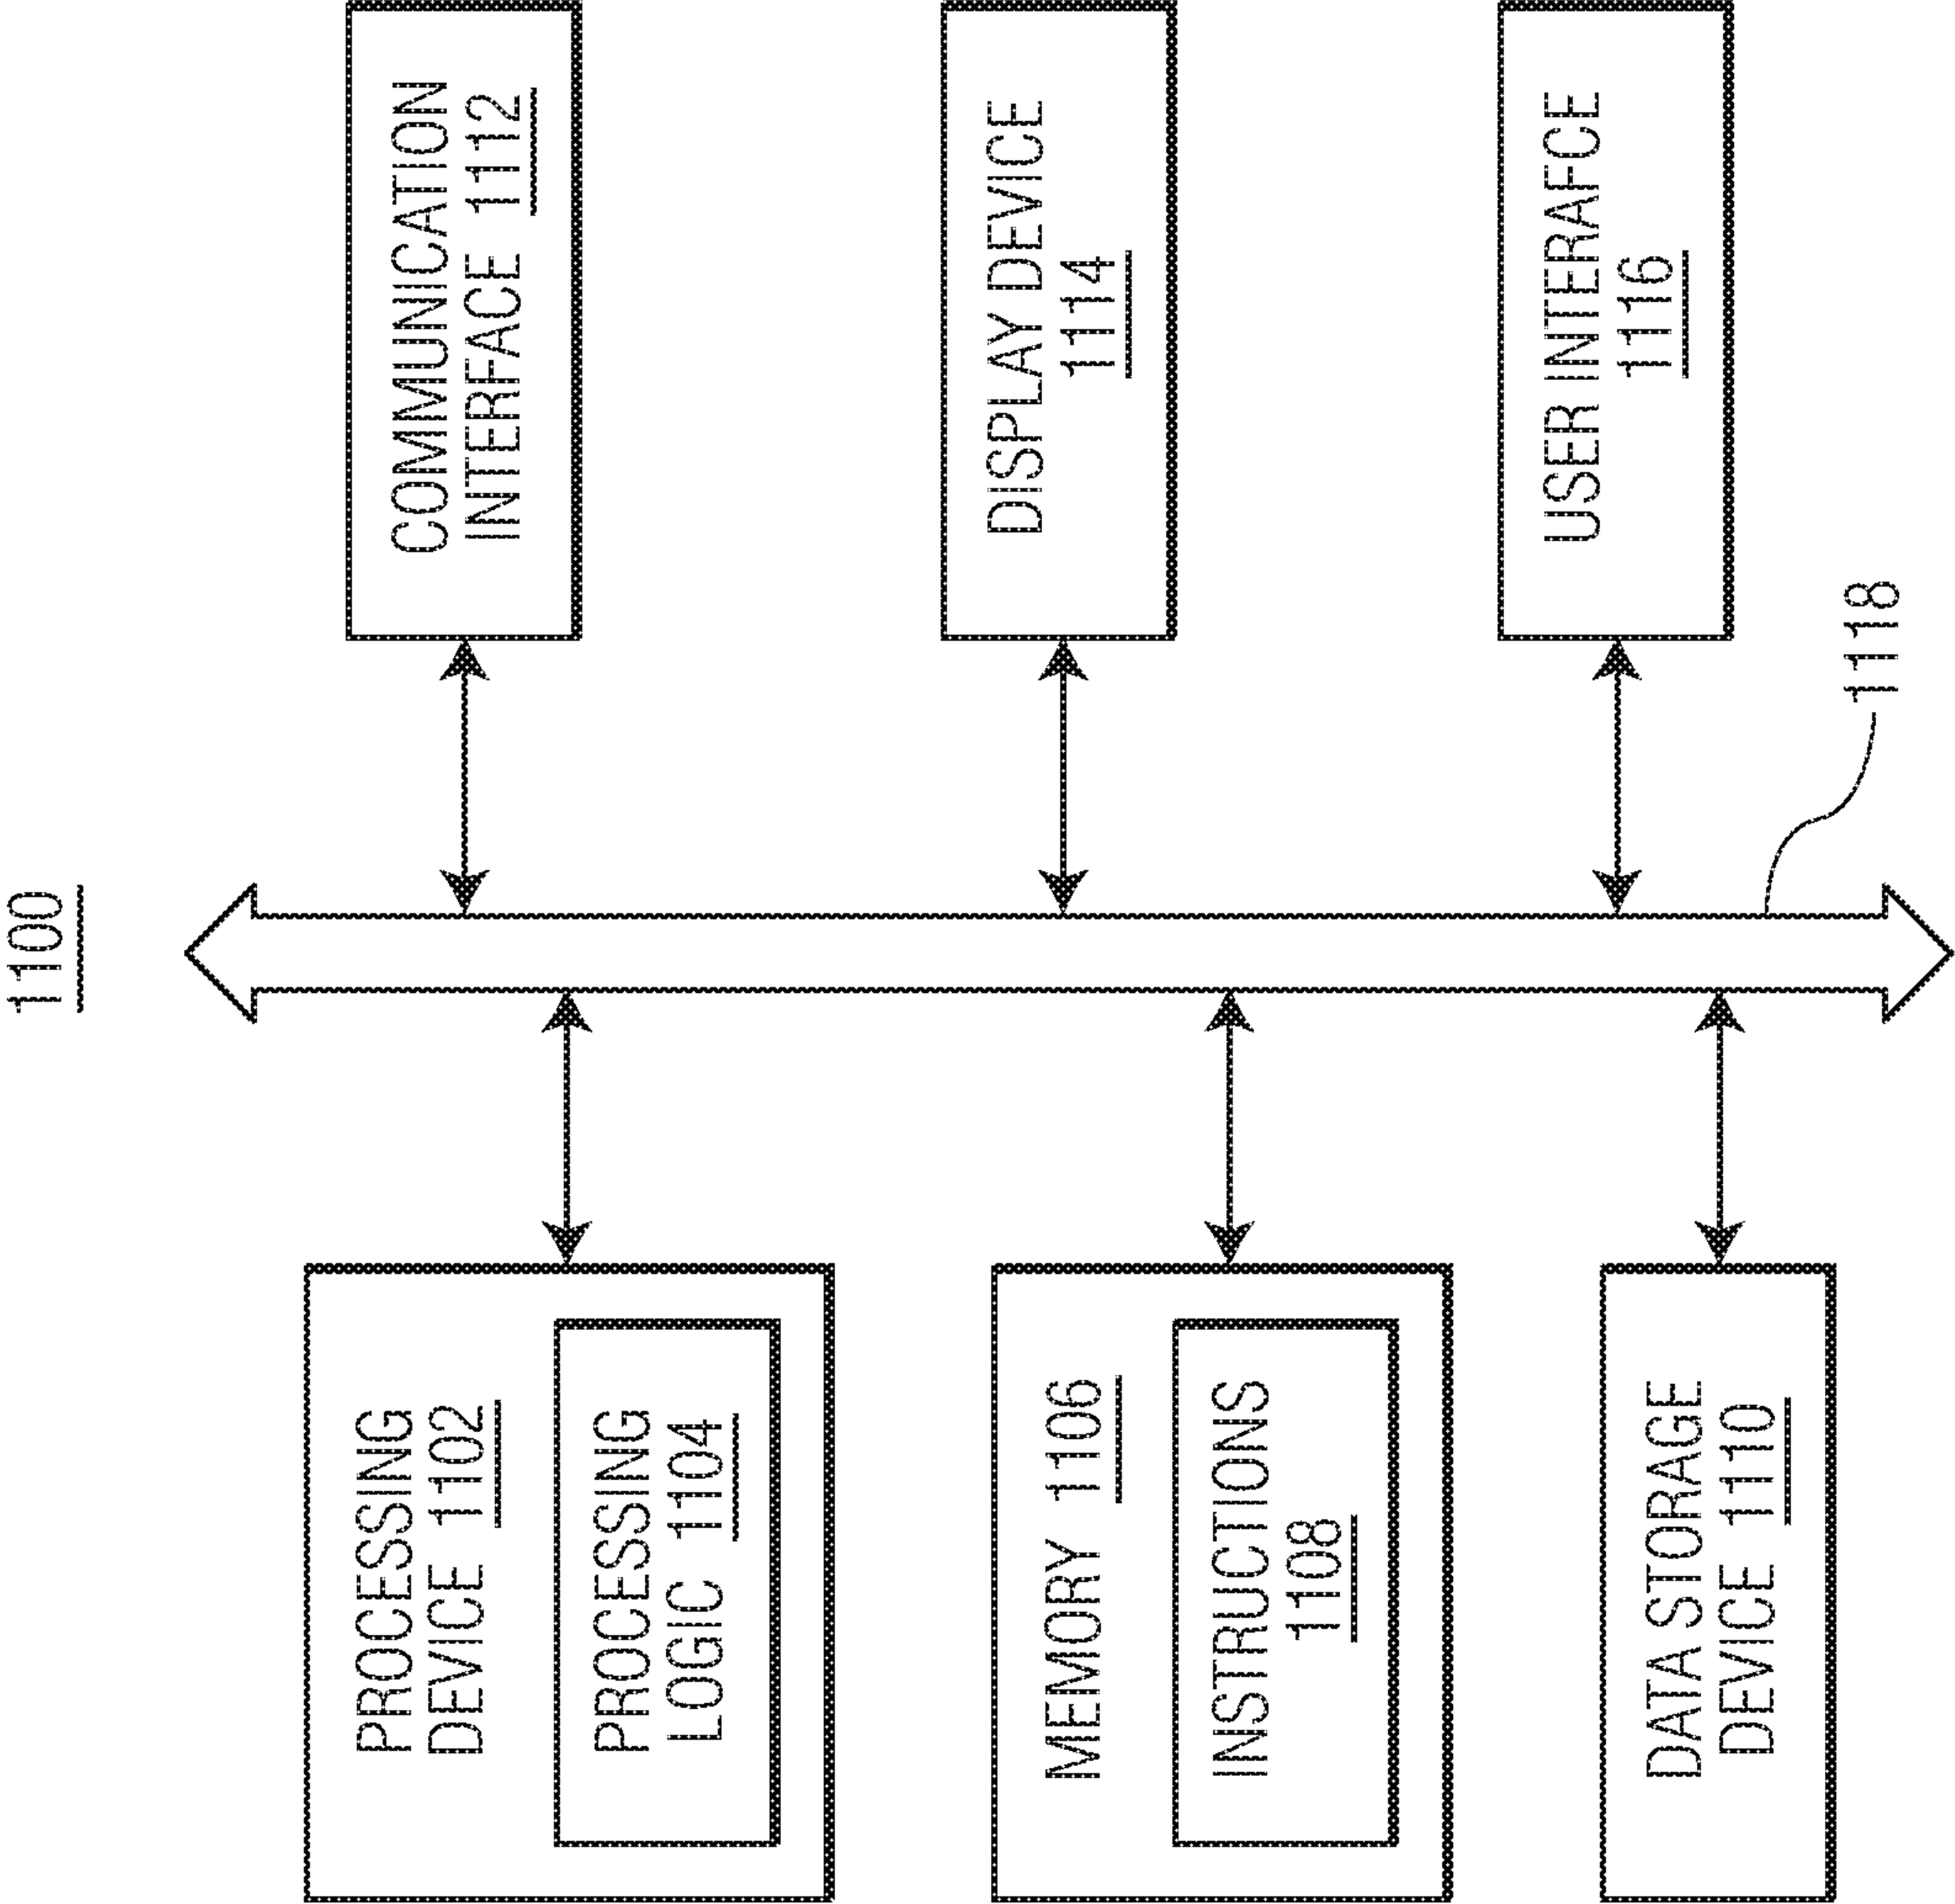 1100
PROCESSING
DEVICE 1102
PROCESSING
LOGIC 1104
MEMORY 1106
INSTRUCTIONS
1108
DATA STORAGE
DEVICE 1110
COMMUNICATION
INTERFACE 1112
DISPLAY DEVICE
1114
USER INTERAFCE
1116
1118